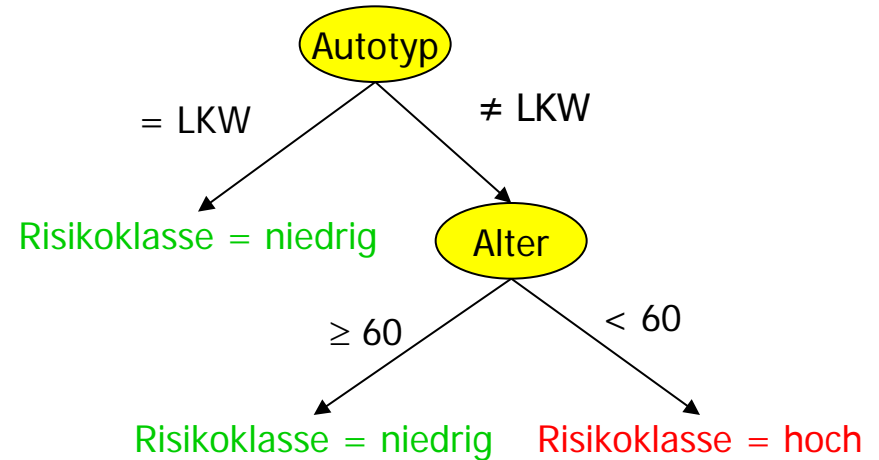 Autotyp
= LKW
≠ LKW
Risikoklasse = niedrig
Alter
≥ 60
< 60
Risikoklasse = niedrig
Risikoklasse = hoch